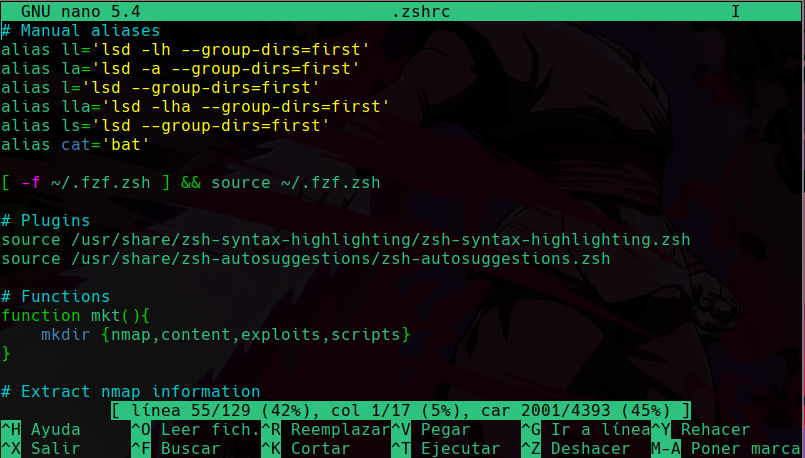 GNU nano 5.4 .zshrc I
# Manual aliases
alias ll='lsd -lh --group-dirs=first'
alias la='lsd -a --group-dirs=first'
alias l='lsd --group-dirs=first'
alias lla='lsd -lha --group-dirs=first'
alias ls='lsd --group-dirs=first'
alias cat='bat'
[ -f ~/.fzf.zsh ] && source ~/.fzf.zsh
# Plugins
source /usr/share/zsh-syntax-highlighting/zsh-syntax-highlighting.zsh
source /usr/share/zsh-autosuggestions/zsh-autosuggestions.zsh
# Functions
function mkt(){
    mkdir {nmap,content,exploits,scripts}
}
# Extract nmap information
[ línea 55/129 (42%), col 1/17 (5%), car 2001/4393 (45%) ]
^H Ayuda ^O Leer fich. ^R Reemplazar ^V Pegar ^G Ir a línea ^Y Rehacer
^X Salir ^F Buscar ^K Cortar ^T Ejecutar ^Z Deshacer M-A Poner marca